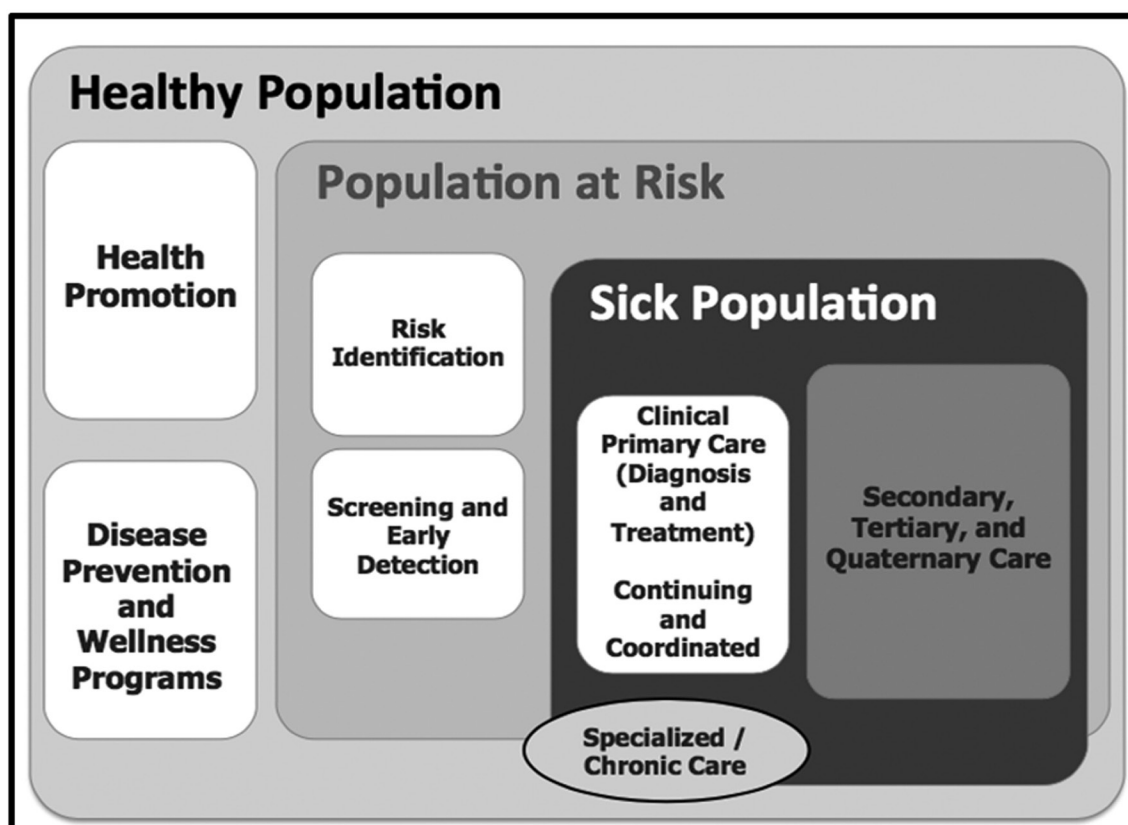 Healthy Population
Health
Promotion
Disease
Prevention
and
Wellness
Programs
Population at Risk
Risk
Identification
Screening and
Early
Detection
Sick Population
Clinical
Primary Care
(Diagnosis
and
Treatment)
Continuing
and
Coordinated
Secondary,
Tertiary, and
Quaternary Care
Specialized /
Chronic Care